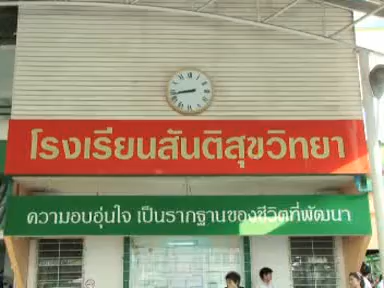 โรงเรียนสันติสุขวิทยา
ความอบอุ่นใจ เป็นรากฐานของชีวิตที่พัฒนา